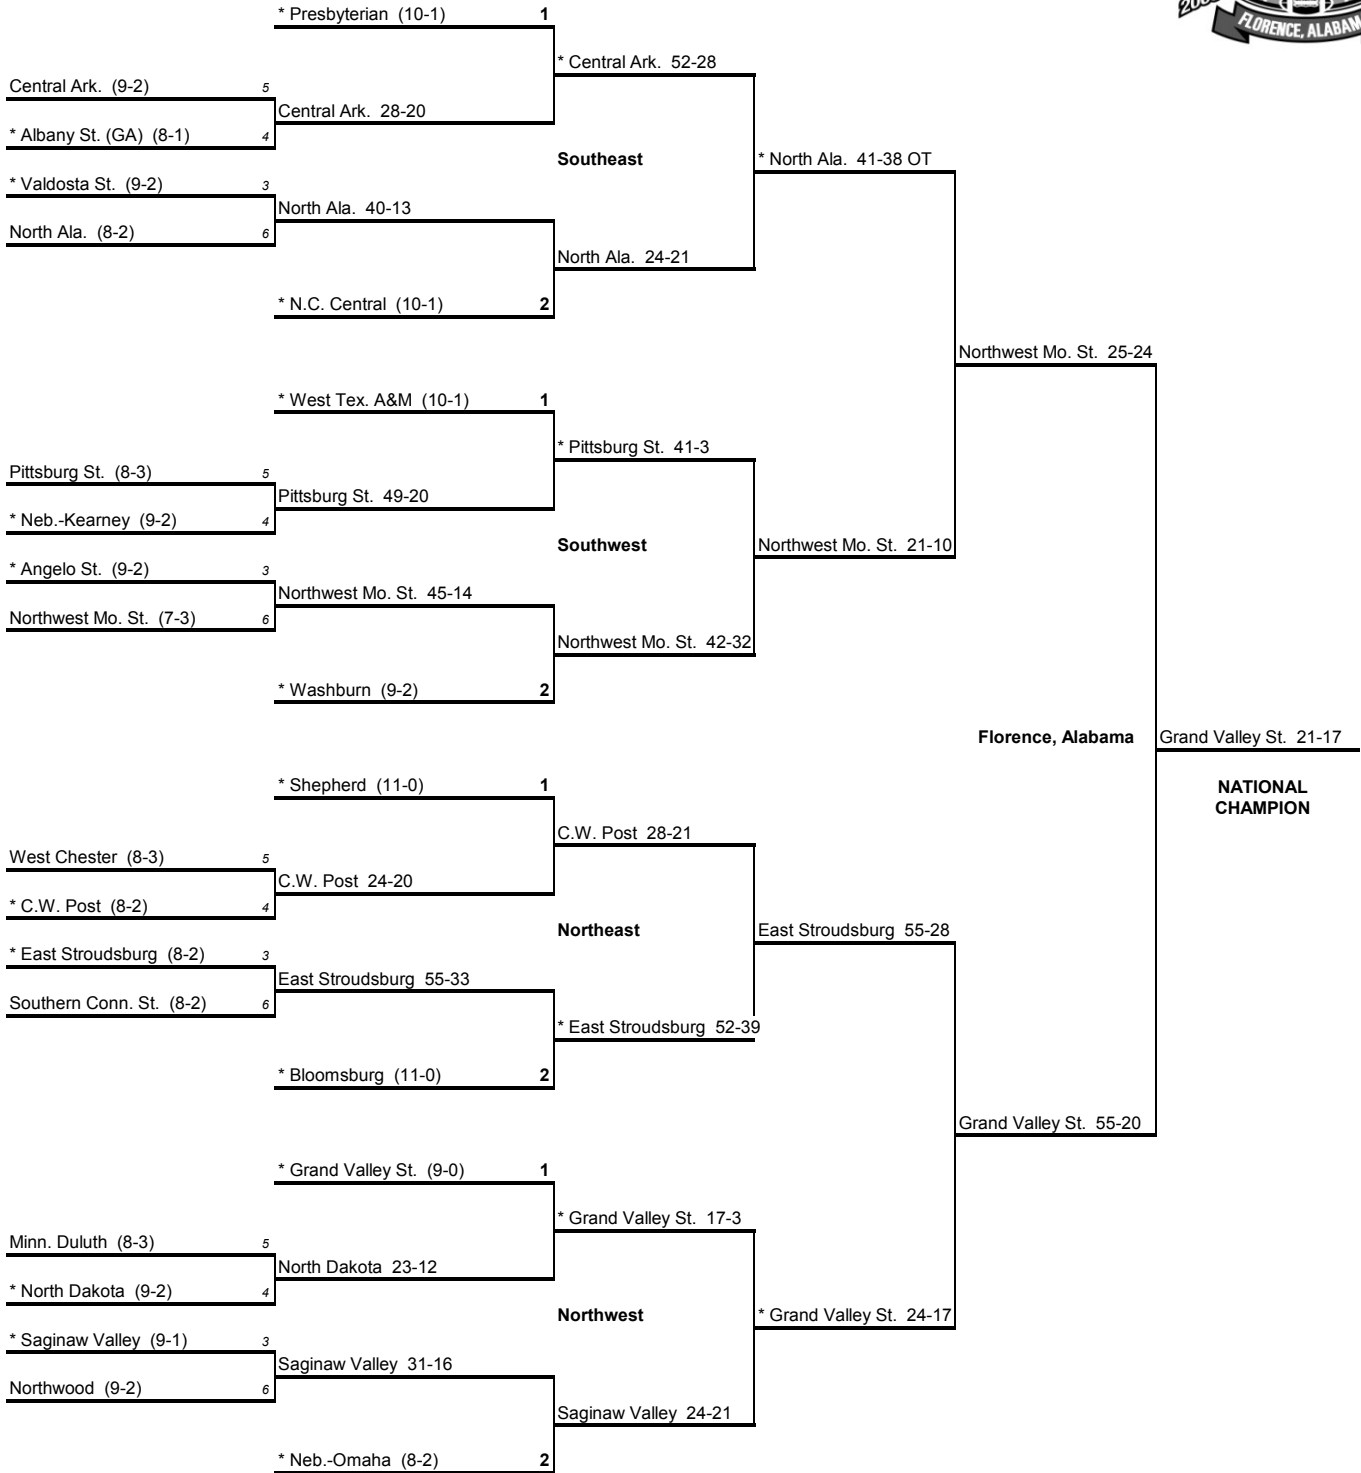 FLORENCE, ALABAM
* Presbyterian (10-1) 1
* Central Ark. 52-28
Central Ark. (9-2) 5
Central Ark. 28-20
* Albany St. (GA) (8-1) 4
Southeast
* North Ala. 41-38 OT
* Valdosta St. (9-2) 3
North Ala. 40-13
North Ala. (8-2) 6
North Ala. 24-21
* N.C. Central (10-1) 2
Northwest Mo. St. 25-24
* West Tex. A&M (10-1) 1
* Pittsburg St. 41-3
Pittsburg St. (8-3) 5
Pittsburg St. 49-20
* Neb.-Kearney (9-2) 4
Southwest
Northwest Mo. St. 21-10
* Angelo St. (9-2) 3
Northwest Mo. St. 45-14
Northwest Mo. St. (7-3) 6
Northwest Mo. St. 42-32
* Washburn (9-2) 2
Florence, Alabama
Grand Valley St. 21-17
NATIONAL
CHAMPION
* Shepherd (11-0) 1
C.W. Post 28-21
West Chester (8-3) 5
C.W. Post 24-20
* C.W. Post (8-2) 4
Northeast
East Stroudsburg 55-28
* East Stroudsburg (8-2) 3
East Stroudsburg 55-33
Southern Conn. St. (8-2) 6
* East Stroudsburg 52-39
* Bloomsburg (11-0) 2
Grand Valley St. 55-20
* Grand Valley St. (9-0) 1
* Grand Valley St. 17-3
Minn. Duluth (8-3) 5
North Dakota 23-12
* North Dakota (9-2) 4
Northwest
* Grand Valley St. 24-17
* Saginaw Valley (9-1) 3
Saginaw Valley 31-16
Northwood (9-2) 6
Saginaw Valley 24-21
* Neb.-Omaha (8-2) 2